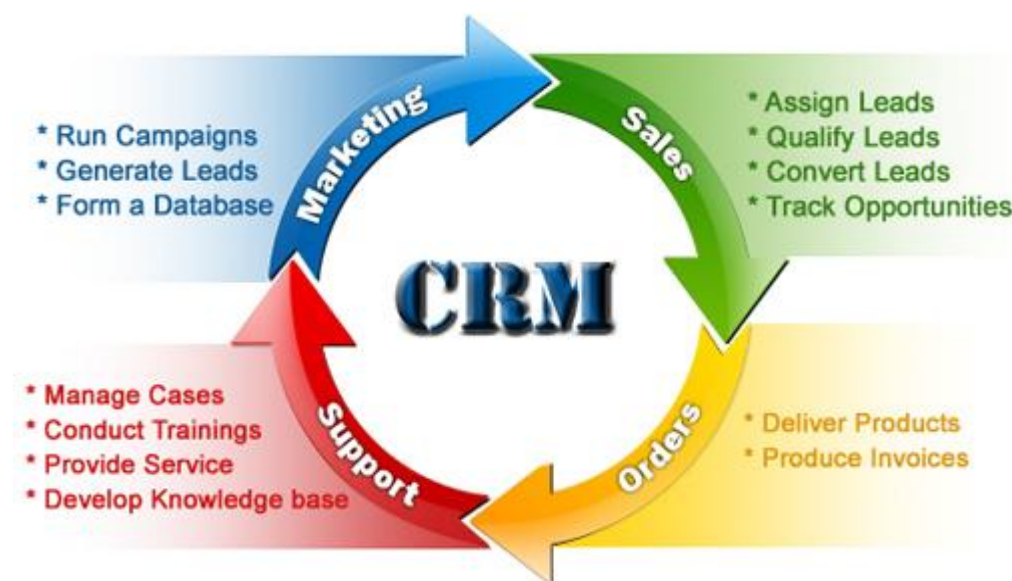 Marketing
* Run Campaigns
* Generate Leads
* Form a Database
Sales
* Assign Leads
* Qualify Leads
* Convert Leads
* Track Opportunities
CRM
Orders
* Deliver Products
* Produce Invoices
Support
* Manage Cases
* Conduct Trainings
* Provide Service
* Develop Knowledge base